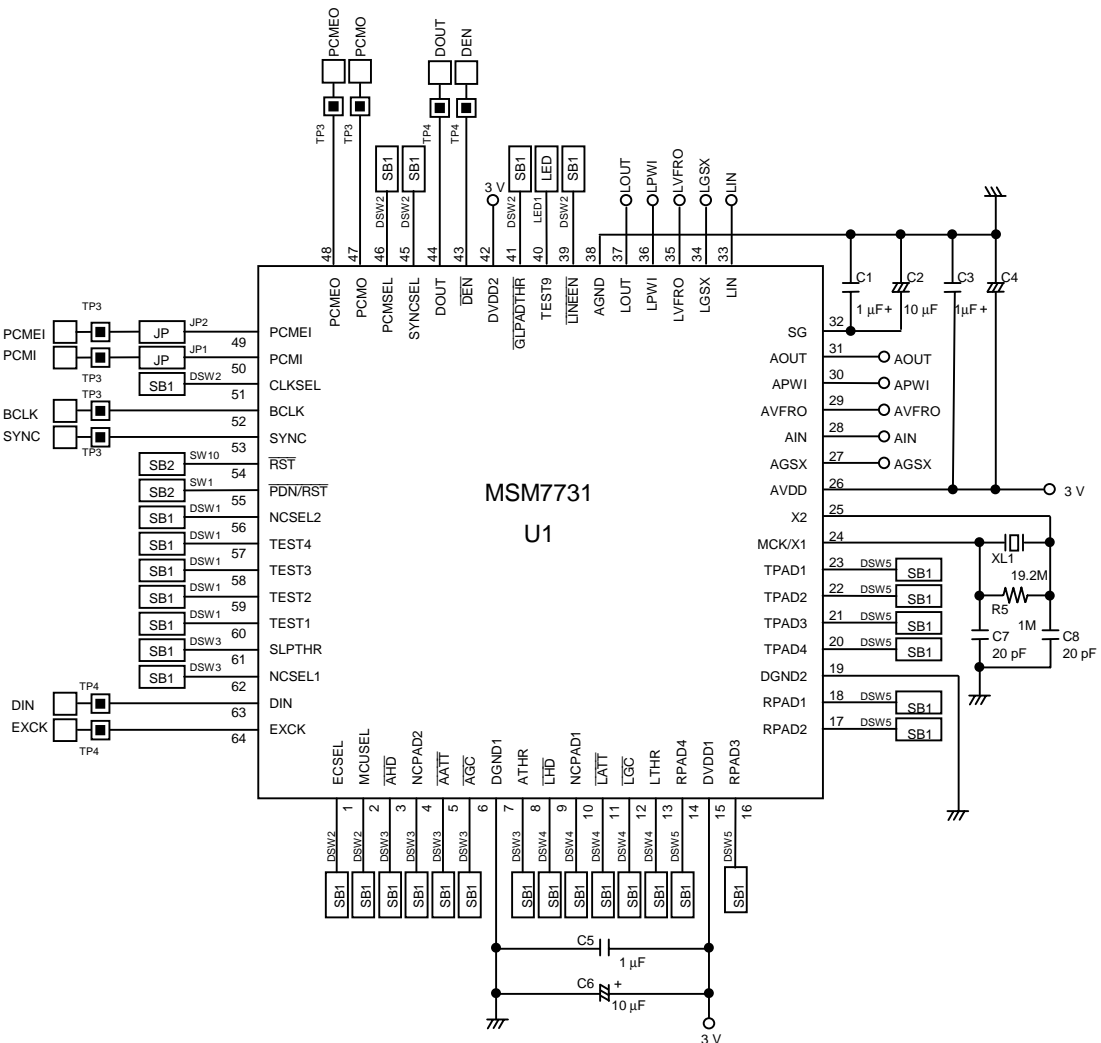 PCMEO
PCMO
DOUT
DEN
TP3
TP3
TP4
TP4
SB1
SB1
SB1
LED
SB1
DSW2
DSW2
DSW2
LED1
DSW2
3 V
LOUT
LPWI
LVFRO
LGSX
LIN
48
47
46
45
44
43
42
41
40
39
38
37
36
35
34
33
PCMEO
PCMO
PCMSEL
SYNCSEL
DOUT
DEN
DVDD2
GLPADTHR
TEST9
LINEEN
AGND
LOUT
LPWI
LVFRO
LGSX
LIN
C1
1 µF +
C2
10 µF
C3
1µF +
C4
TP3
PCMEI
JP
JP2
49
PCMEI
PCMI
TP3
JP
JP1
50
PCMI
SB1
DSW2
51
CLKSEL
BCLK
TP3
52
BCLK
SYNC
TP3
53
SYNC
SB2
SW10
54
RST
SB2
SW1
55
PDN/RST
SB1
DSW1
56
NCSEL2
SB1
DSW1
57
TEST4
SB1
DSW1
58
TEST3
SB1
DSW1
59
TEST2
SB1
DSW1
60
TEST1
SB1
DSW3
61
SLPTHR
SB1
DSW3
62
NCSEL1
DIN
TP4
63
DIN
EXCK
TP4
64
EXCK
MSM7731
U1
SG
32
AOUT
31
AOUT
APWI
30
APWI
AVFRO
29
AVFRO
AIN
28
AIN
AGSX
27
AGSX
AVDD
26
3 V
X2
25
MCK/X1
24
XL1
19.2M
R5
1M
C7
20 pF
C8
20 pF
TPAD1
23
DSW5
SB1
TPAD2
22
DSW5
SB1
TPAD3
21
DSW5
SB1
TPAD4
20
DSW5
SB1
DGND2
19
RPAD1
18
DSW5
SB1
RPAD2
17
DSW5
SB1
ECSEL
MCUSEL
AHD
NCPAD2
AATT
AGC
DGND1
ATHR
LHD
NCPAD1
LATT
LGC
LTHR
RPAD4
DVDD1
RPAD3
1
2
3
4
5
6
7
8
9
10
11
12
13
14
15
16
DSW2
DSW2
DSW3
DSW3
DSW3
DSW3
DSW3
DSW4
DSW4
DSW4
DSW4
DSW4
DSW5
DSW5
SB1
SB1
SB1
SB1
SB1
SB1
SB1
SB1
SB1
SB1
SB1
SB1
SB1
SB1
C5
1 µF
C6
+
10 µF
3 V